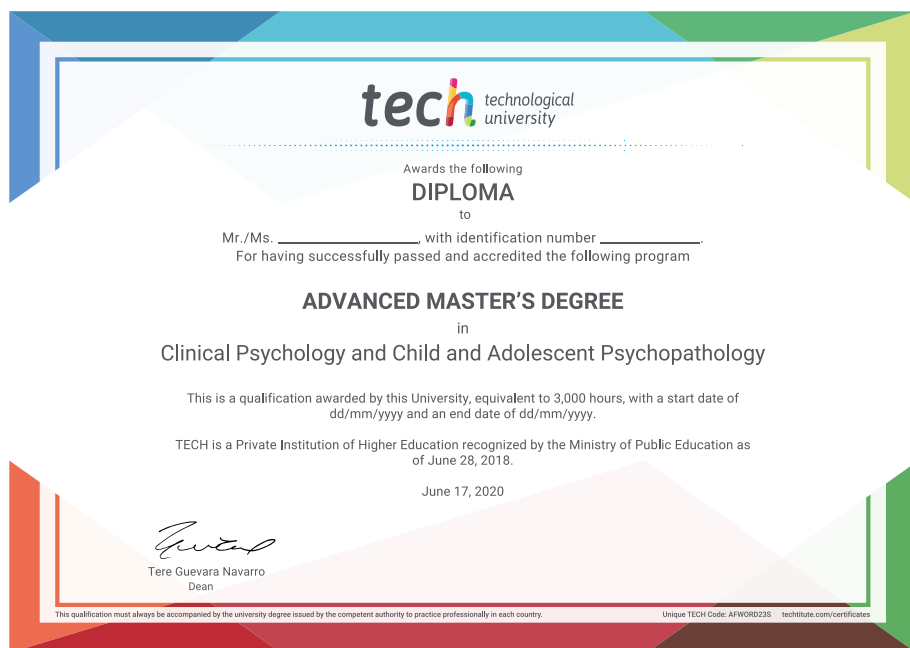 tech technological
university
Awards the following
DIPLOMA
to
Mr./Ms. ____________________, with identification number ______________.
For having successfully passed and accredited the following program
ADVANCED MASTER'S DEGREE
in
Clinical Psychology and Child and Adolescent Psychopathology
This is a qualification awarded by this University, equivalent to 3,000 hours, with a start date of
dd/mm/yyyy and an end date of dd/mm/yyyy.
TECH is a Private Institution of Higher Education recognized by the Ministry of Public Education as
of June 28, 2018.
June 17, 2020
Tere Guevara Navarro
Dean
This qualification must always be accompanied by the university degree issued by the competent authority to practice professionally in each country. Unique TECH Code: AFWORD23S techtitute.com/certificates